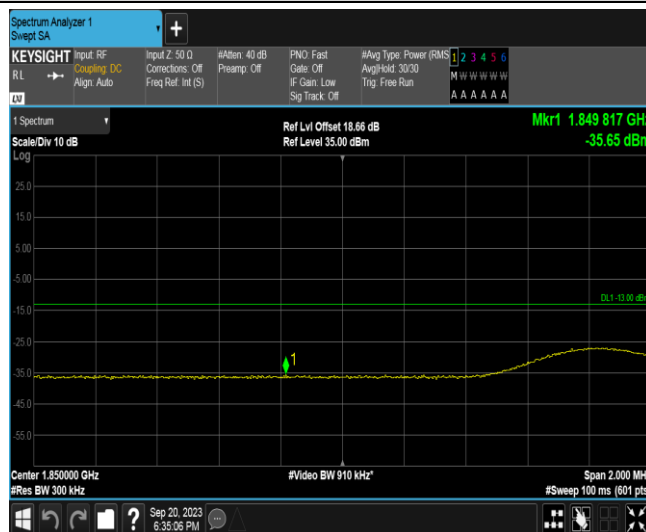 Spectrum Analyzer 1
Swept SA
KEYSIGHT
RL
LXI
Input: RF
Coupling: DC
Align: Auto
Input Z: 50 Ω
Corrections: Off
Freq Ref: Int (S)
#Atten: 40 dB
Preamp: Off
PNO: Fast
Gate: Off
IF Gain: Low
Sig Track: Off
#Avg Type: Power (RMS
Avg|Hold: 30/30
Trig: Free Run
1 2 3 4 5 6
M W W W W W
A A A A A A
1 Spectrum
Scale/Div 10 dB
Log
Ref Lvl Offset 18.66 dB
Ref Level 35.00 dBm
Mkr1 1.849 817 GHz
-35.65 dBm
25.0
15.0
5.00
-5.00
DL1 -13.00 dBm
-15.0
-25.0
1
-35.0
-45.0
-55.0
Center 1.850000 GHz
#Res BW 300 kHz
#Video BW 910 kHz*
Span 2.000 MH
#Sweep 100 ms (601 pts
?
Sep 20, 2023
6:35:06 PM